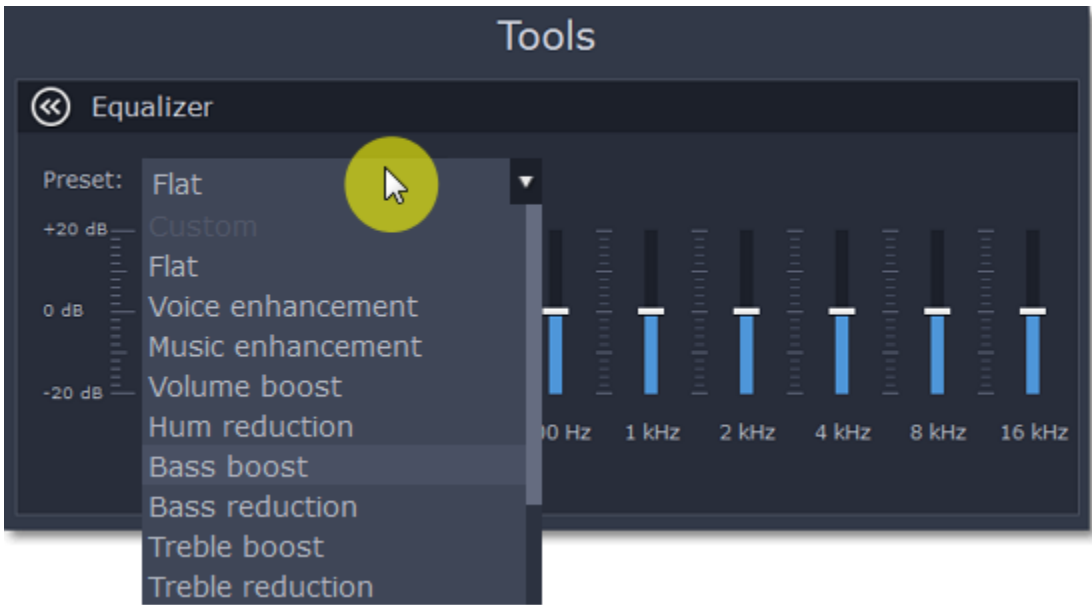 Tools
Equalizer
Preset: Flat
+20 dB
Custom
Flat
0 dB
Voice enhancement
Music enhancement
-20 dB
Volume boost
Hum reduction
00 Hz 1 kHz 2 kHz 4 kHz 8 kHz 16 kHz
Bass boost
Bass reduction
Treble boost
Treble reduction